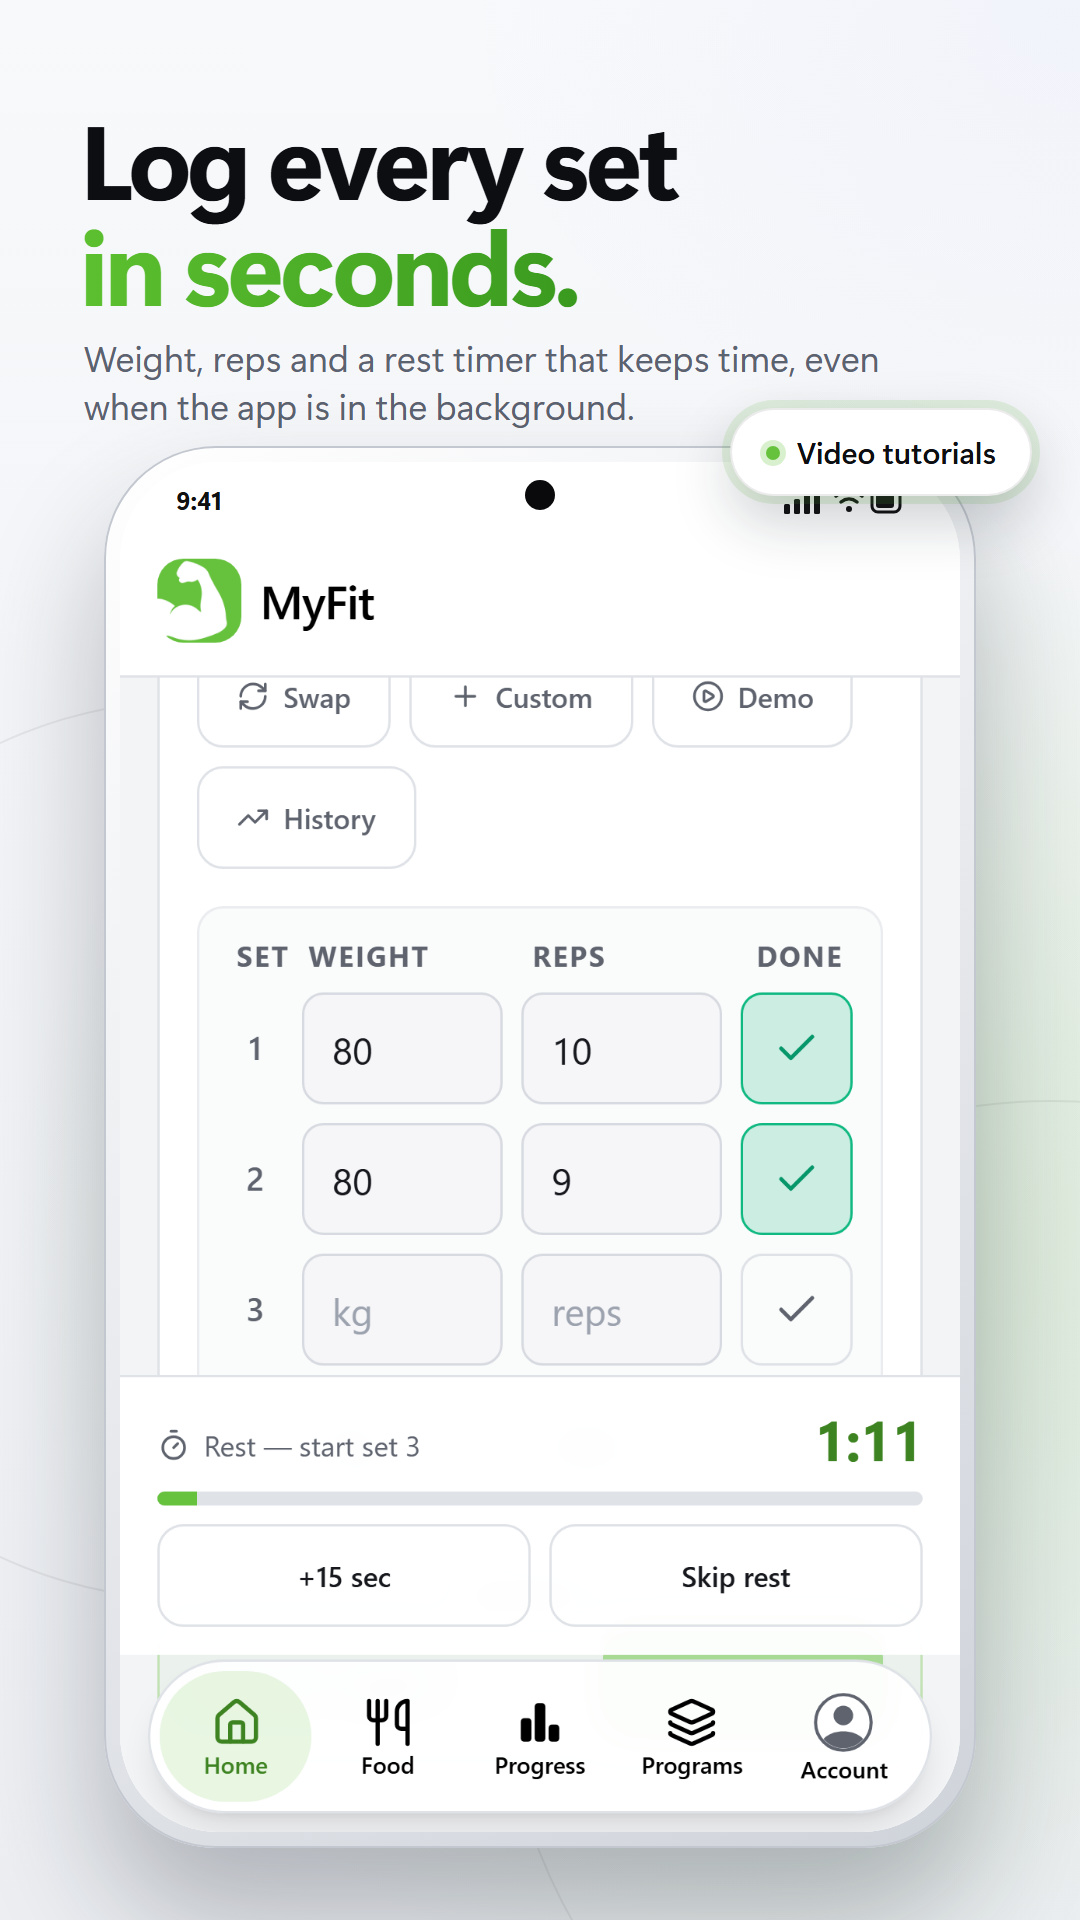 Log every set
in seconds.
Weight, reps and a rest timer that keeps time, even
when the app is in the background.
Video tutorials
9:41
MyFit
Swap Custom Demo
History
SET WEIGHT REPS DONE
1 80 10
2 80 9
3 kg reps
Rest — start set 3 1:11
+15 sec Skip rest
Home Food Progress Programs Account